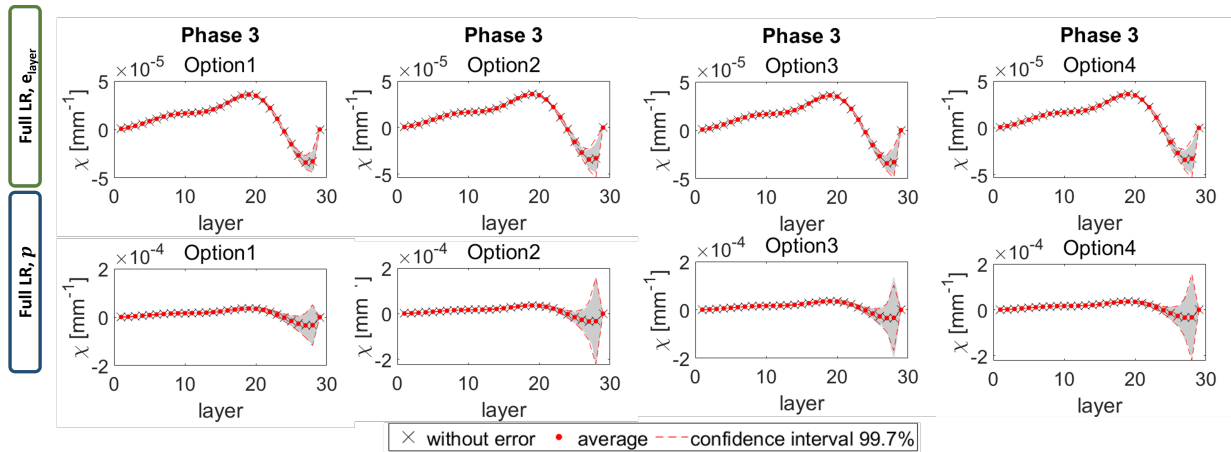 Full LR, e_layer
Phase 3 Phase 3 Phase 3 Phase 3
Option1 Option2 Option3 Option4
×10^-5 ×10^-5 ×10^-5 ×10^-5
χ [mm^-1] χ [mm^-1] χ [mm^-1] χ [mm^-1]
5 5 5 5
0 0 0 0
-5 -5 -5 -5
0 10 20 30 0 10 20 30 0 10 20 30 0 10 20 30
layer layer layer layer
Full LR, p
Option1 Option2 Option3 Option4
×10^-4 ×10^-4 ×10^-4 ×10^-4
χ [mm^-1] χ [mm χ [mm^-1] χ [mm^-1]
2 2 2 2
0 0 0 0
-2 -2 -2 -2
0 10 20 30 0 10 20 30 0 10 20 30 0 10 20 30
layer layer layer layer
without error average confidence interval 99.7%